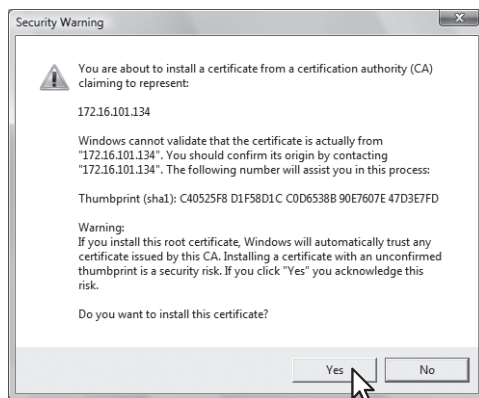 Security Warning
You are about to install a certificate from a certification authority (CA)
claiming to represent:
172.16.101.134
Windows cannot validate that the certificate is actually from
"172.16.101.134". You should confirm its origin by contacting
"172.16.101.134". The following number will assist you in this process:
Thumbprint (sha1): C40525F8 D1F58D1C C0D6538B 90E7607E 47D3E7FD
Warning:
If you install this root certificate, Windows will automatically trust any
certificate issued by this CA. Installing a certificate with an unconfirmed
thumbprint is a security risk. If you click "Yes" you acknowledge this
risk.
Do you want to install this certificate?
Yes No